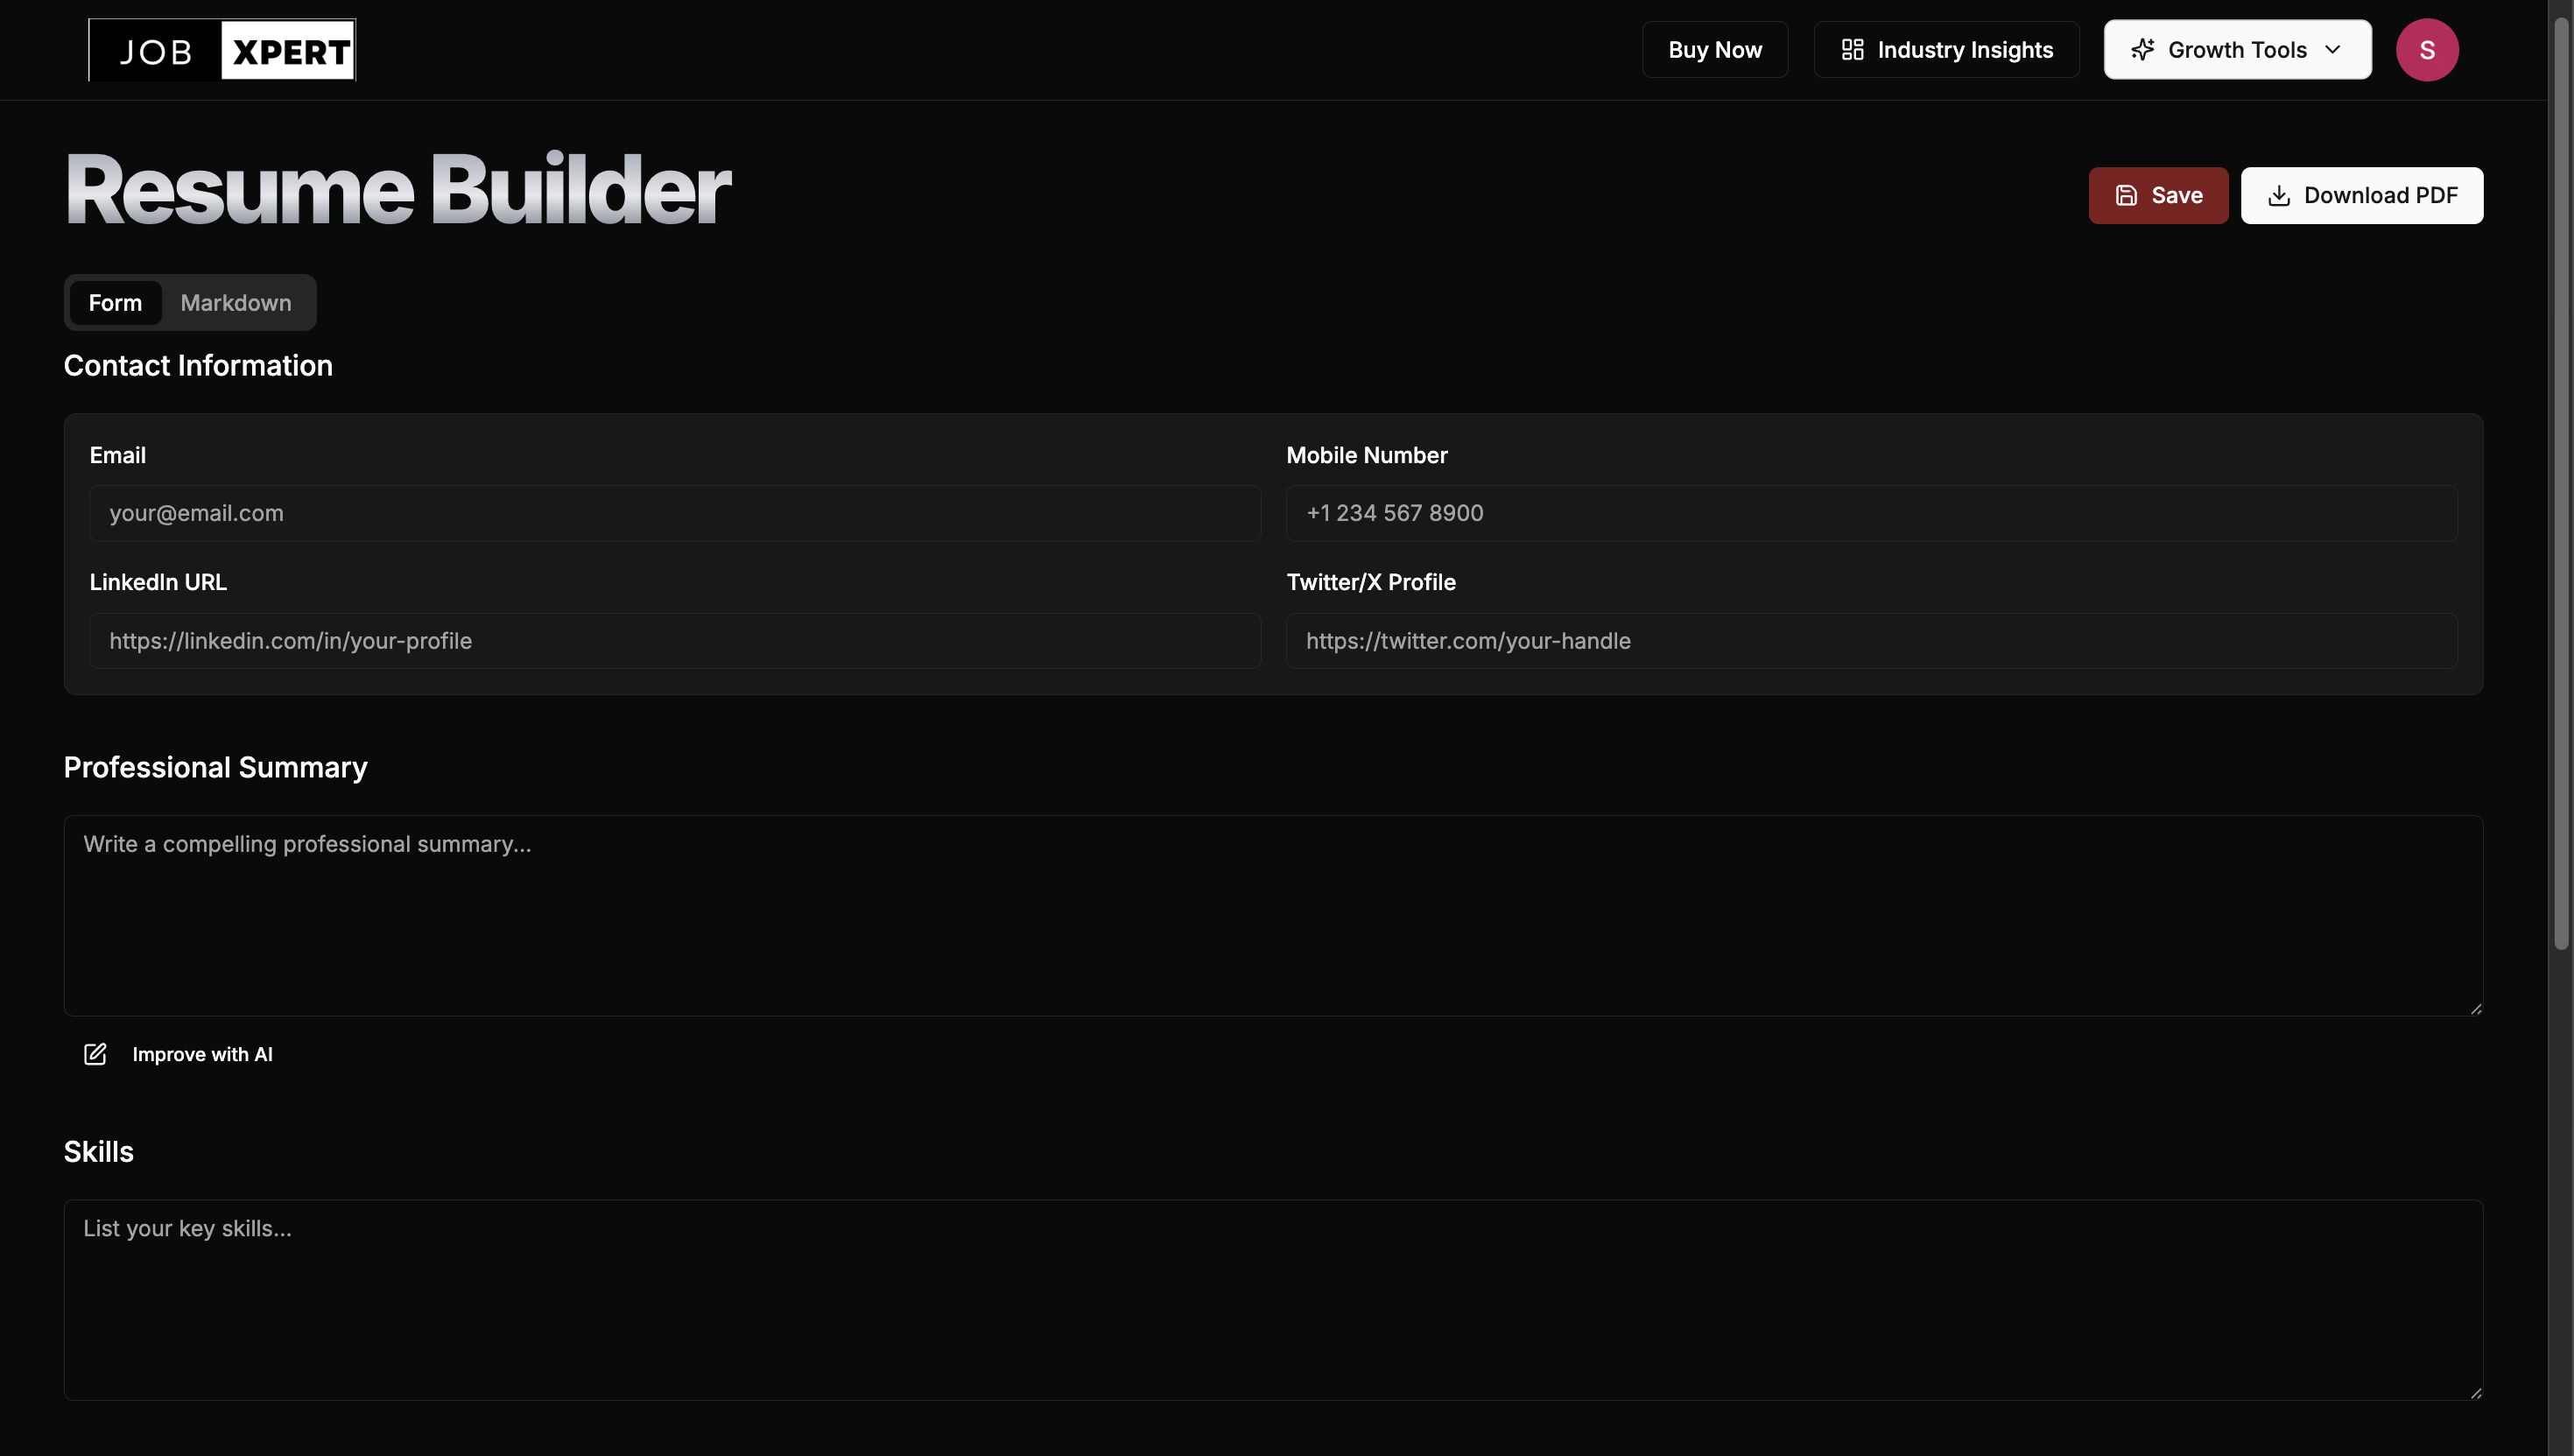 JOB XPERT
Buy Now
Industry Insights
Growth Tools
S
Resume Builder
Save
Download PDF
Form
Markdown
Contact Information
Email
Mobile Number
your@email.com
+1 234 567 8900
LinkedIn URL
Twitter/X Profile
https://linkedin.com/in/your-profile
https://twitter.com/your-handle
Professional Summary
Write a compelling professional summary...
Improve with AI
Skills
List your key skills...